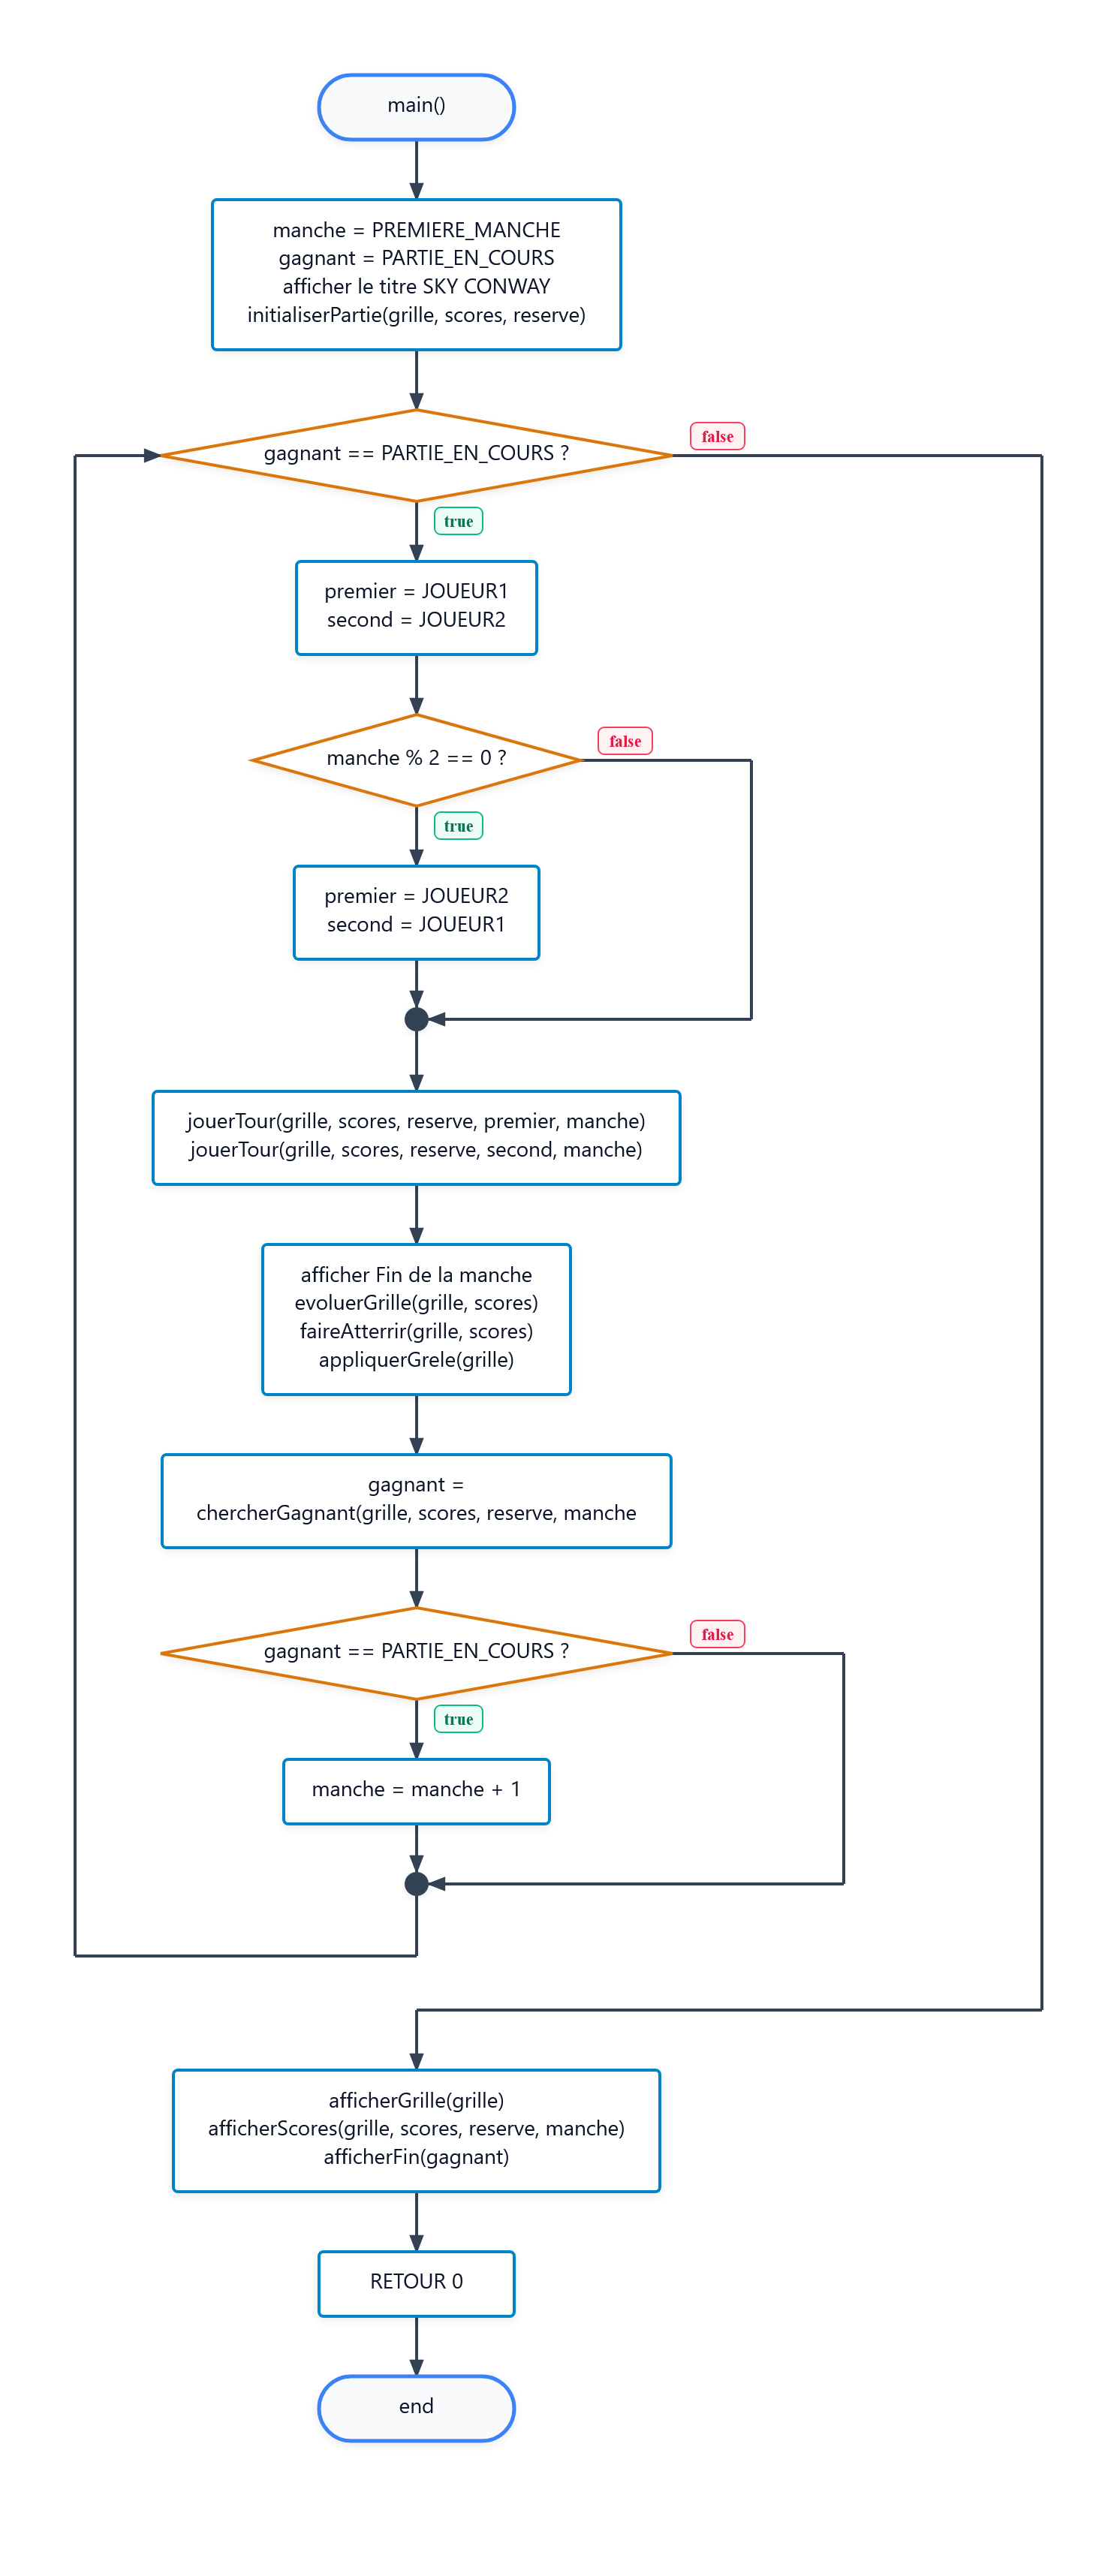 main()
manche = PREMIERE_MANCHE
gagnant = PARTIE_EN_COURS
afficher le titre SKY CONWAY
initialiserPartie(grille, scores, reserve)
gagnant == PARTIE_EN_COURS ?
false
true
premier = JOUEUR1
second = JOUEUR2
manche % 2 == 0 ?
false
true
premier = JOUEUR2
second = JOUEUR1
jouerTour(grille, scores, reserve, premier, manche)
jouerTour(grille, scores, reserve, second, manche)
afficher Fin de la manche
evoluerGrille(grille, scores)
faireAtterrir(grille, scores)
appliquerGrele(grille)
gagnant =
chercherGagnant(grille, scores, reserve, manche
gagnant == PARTIE_EN_COURS ?
false
true
manche = manche + 1
afficherGrille(grille)
afficherScores(grille, scores, reserve, manche)
afficherFin(gagnant)
RETOUR 0
end